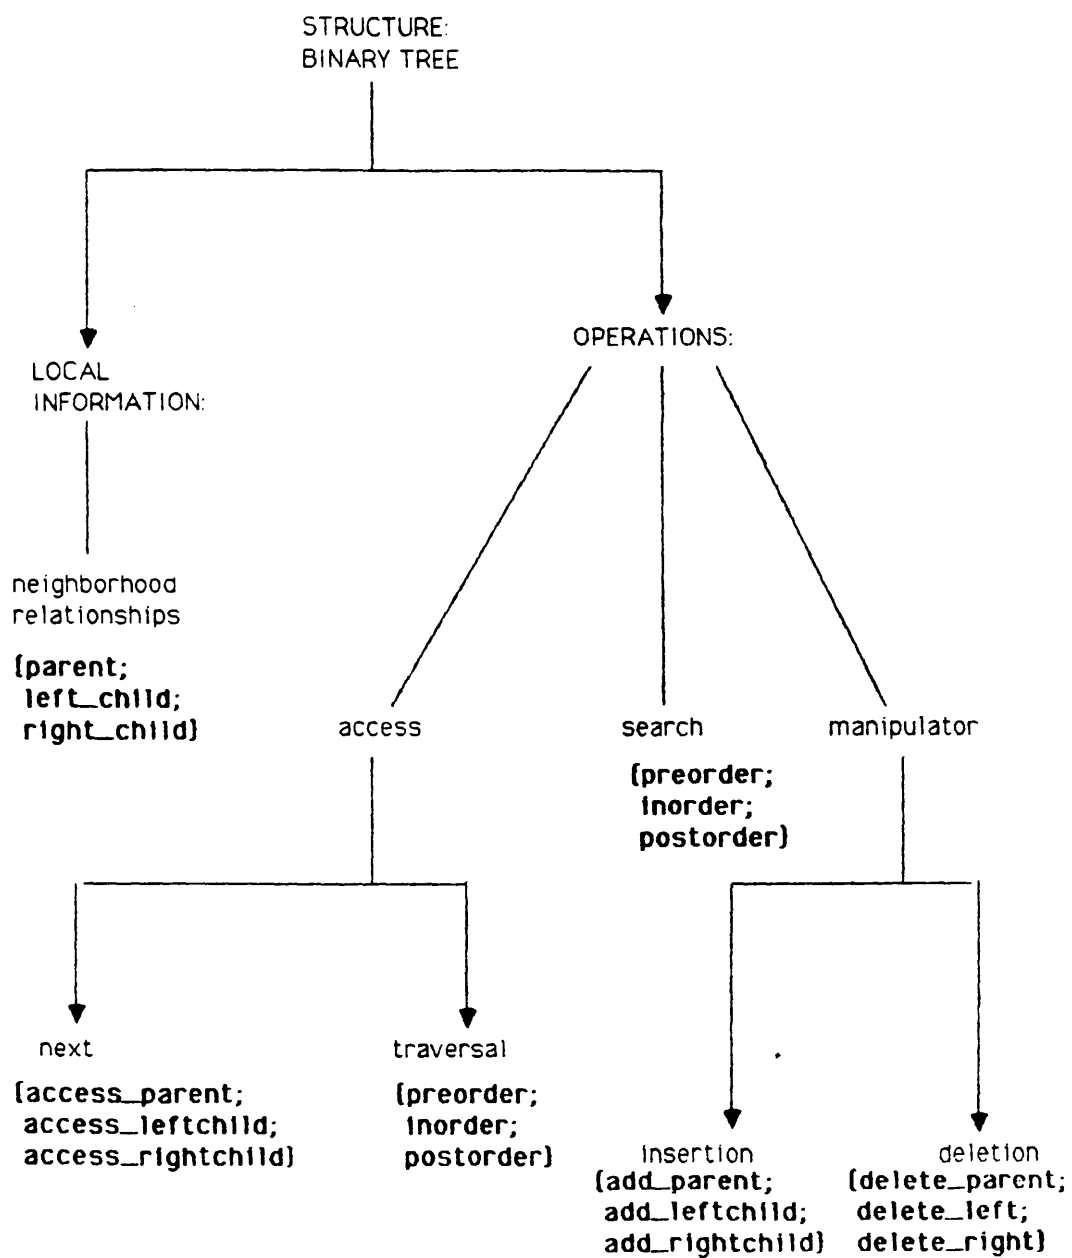 STRUCTURE:
BINARY TREE
OPERATIONS:
LOCAL
INFORMATION:
neighborhood
relationships
{parent;
left_child;
right_child}
access
search
manipulator
{preorder;
inorder;
postorder}
next
traversal
{access_parent;
access_leftchild;
access_rightchild}
{preorder;
inorder;
postorder}
insertion
deletion
{add_parent;
add_leftchild;
add_rightchild}
{delete_parent;
delete_left;
delete_right}